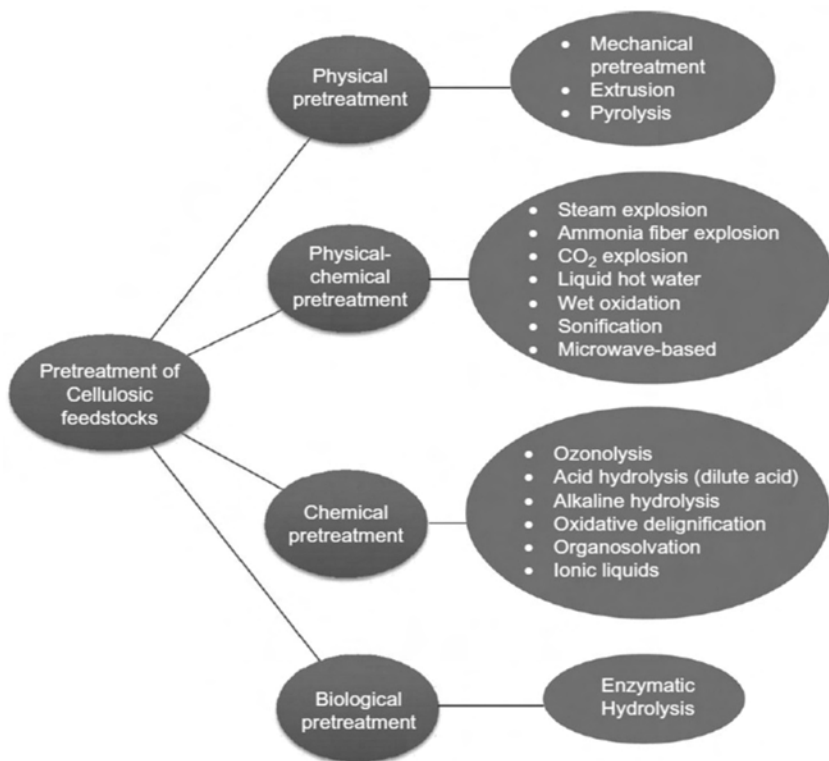 Physical
pretreatment
• Mechanical
pretreatment
• Extrusion
• Pyrolysis
Physical-
chemical
pretreatment
• Steam explosion
• Ammonia fiber explosion
• CO₂ explosion
• Liquid hot water
• Wet oxidation
• Sonification
• Microwave-based
Pretreatment of
Cellulosic
feedstocks
Chemical
pretreatment
• Ozonolysis
• Acid hydrolysis (dilute acid)
• Alkaline hydrolysis
• Oxidative delignification
• Organosolvation
• Ionic liquids
Biological
pretreatment
Enzymatic
Hydrolysis